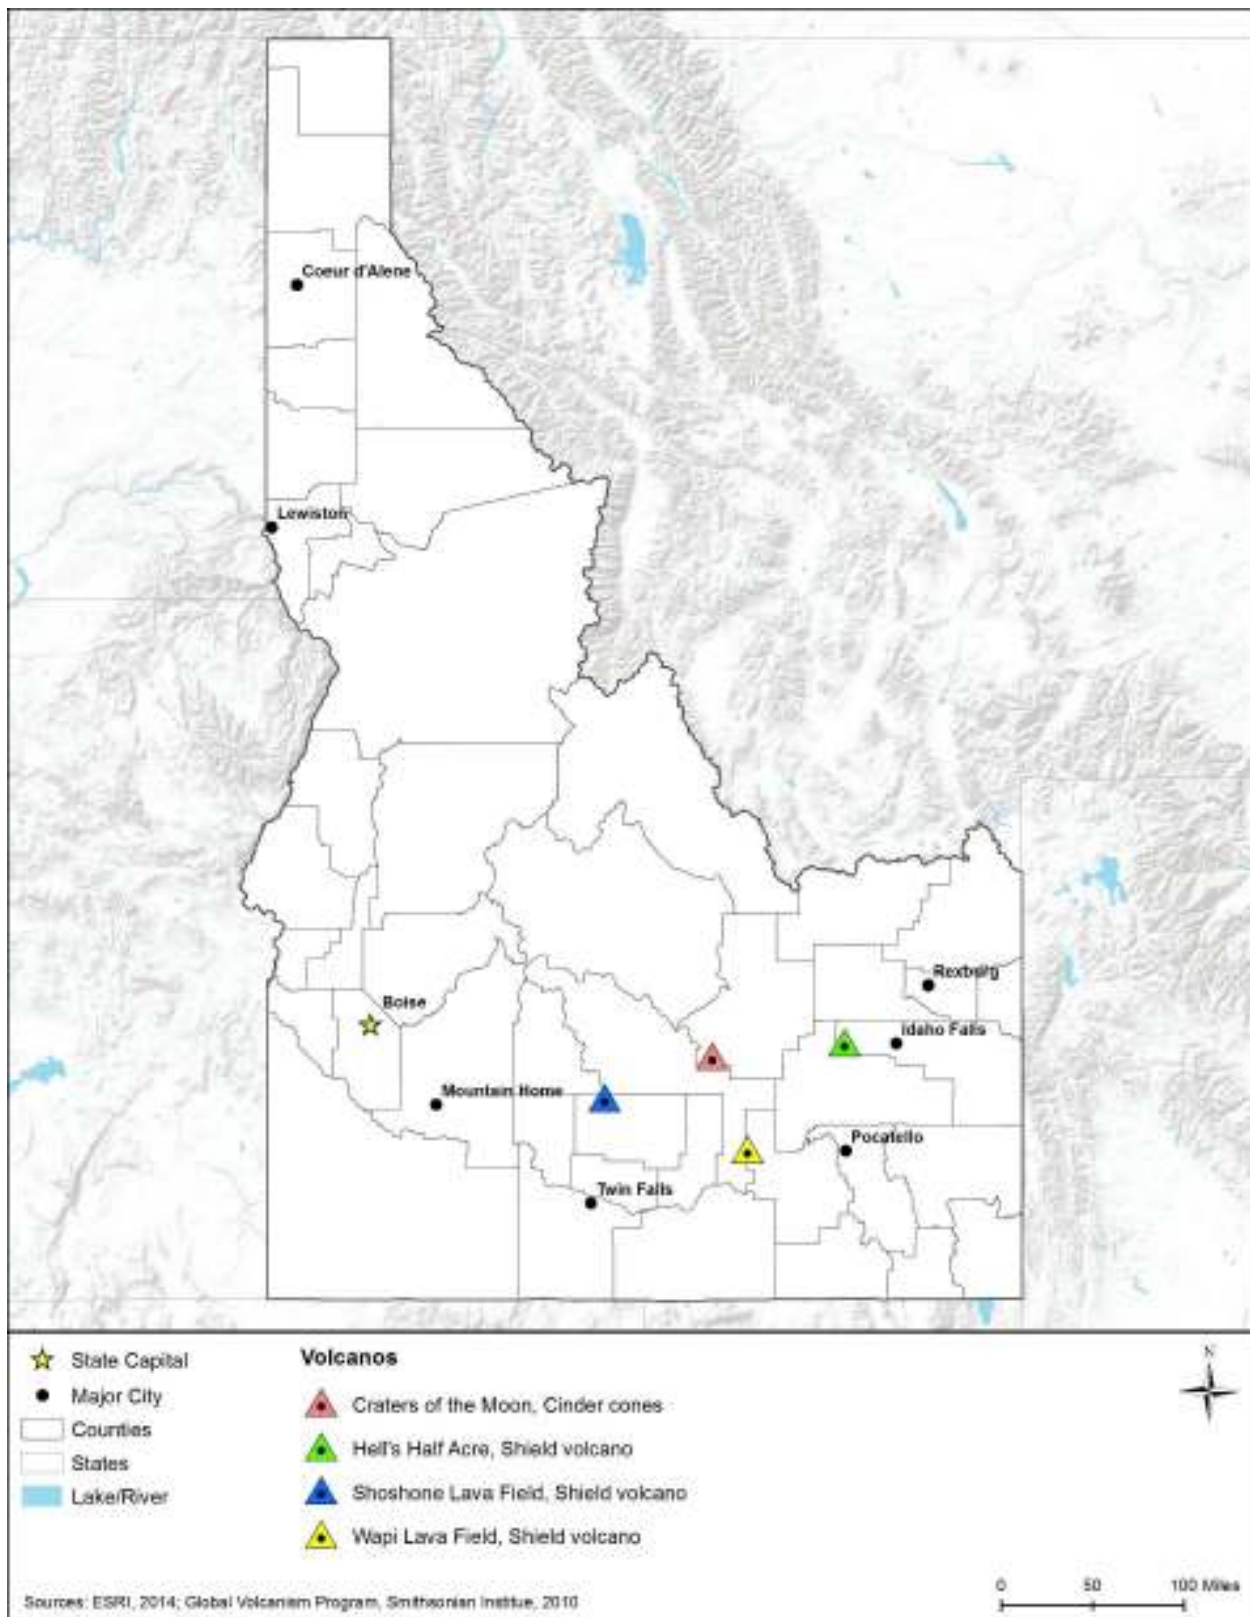 Coeur d'Alene
Lewiston
Rexburg
Boise
Idaho Falls
Mountain Home
Pocatello
Twin Falls
State Capital
Major City
Counties
States
Lake/River
Volcanos
Craters of the Moon, Cinder cones
Hell's Half Acre, Shield volcano
Shoshone Lava Field, Shield volcano
Wapi Lava Field, Shield volcano
N
0 50 100 Miles
Sources: ESRI, 2014; Global Volcanism Program, Smithsonian Institue, 2010